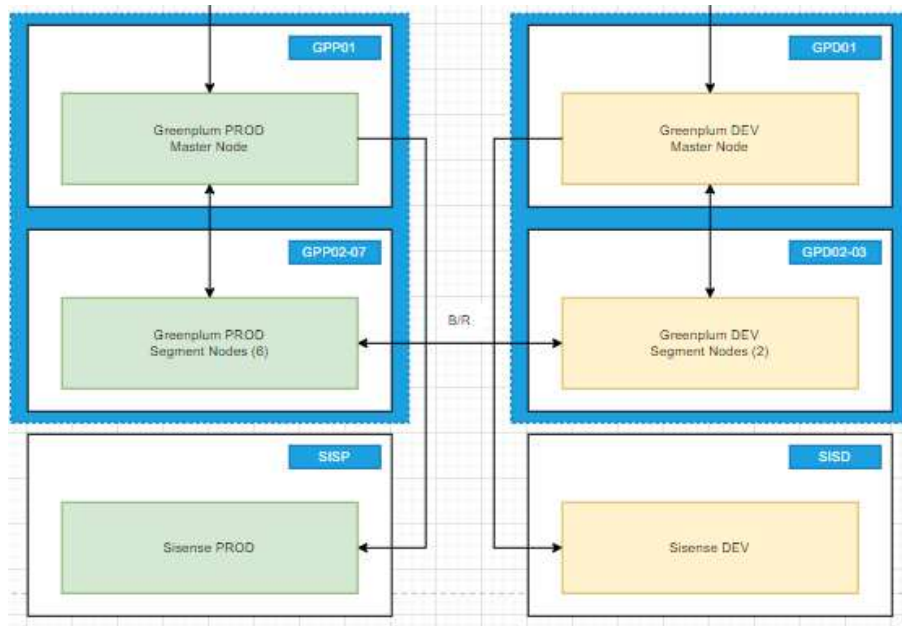 GPP01
Greenplum PROD
Master Node
GPP02-07
Greenplum PROD
Segment Nodes (6)
SISP
Sisense PROD
B/R
GPD01
Greenplum DEV
Master Node
GPD02-03
Greenplum DEV
Segment Nodes (2)
SISD
Sisense DEV